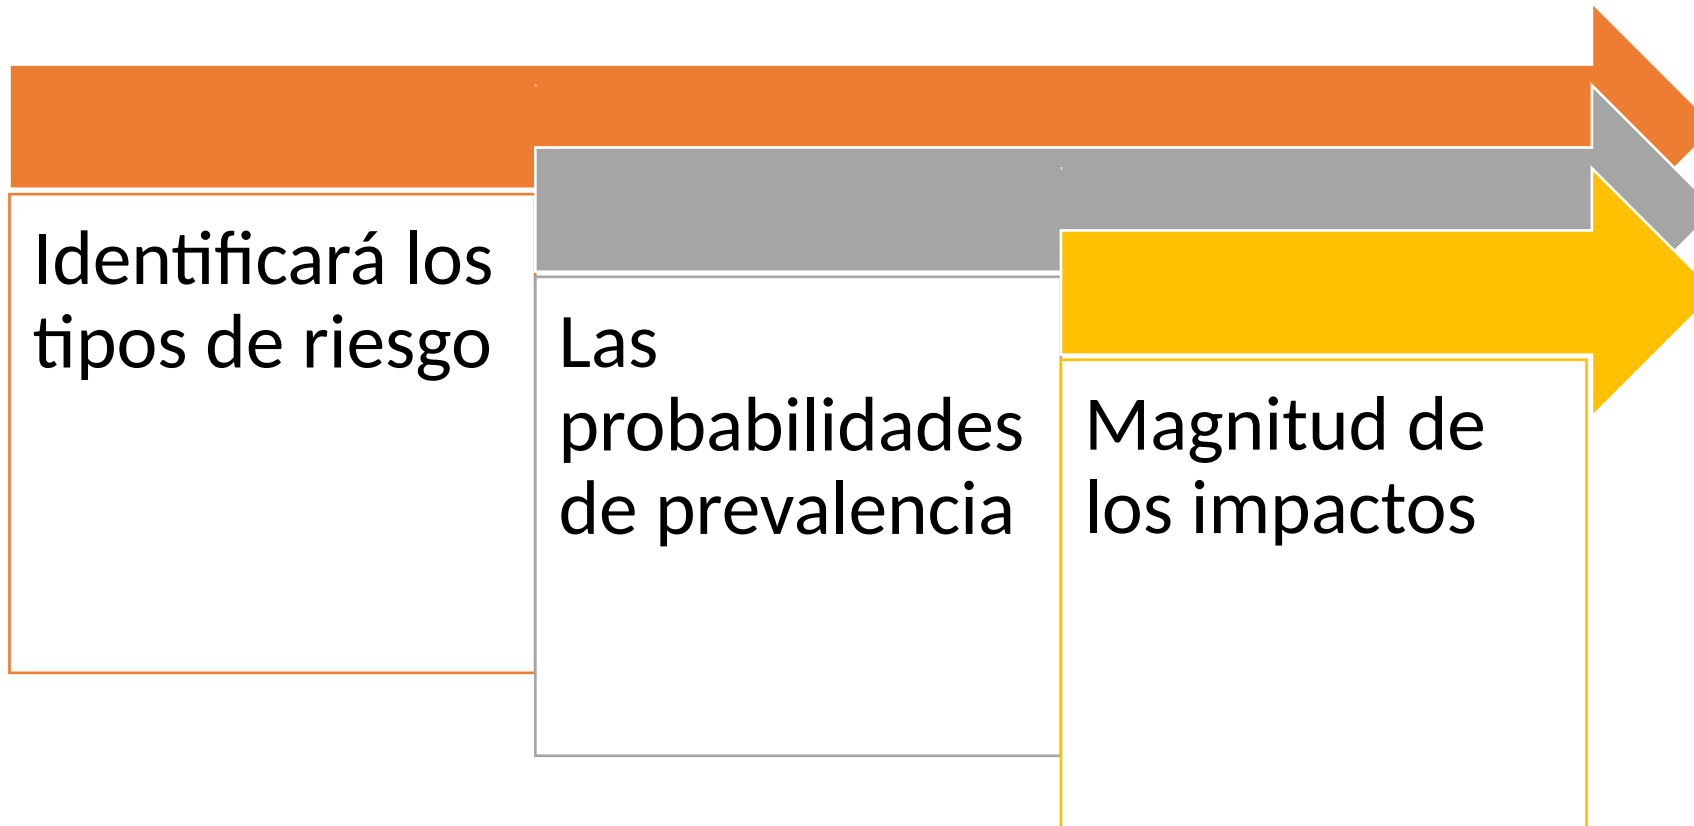 Identificará los
tipos de riesgo
Las
probabilidades
de prevalencia
Magnitud de
los impactos